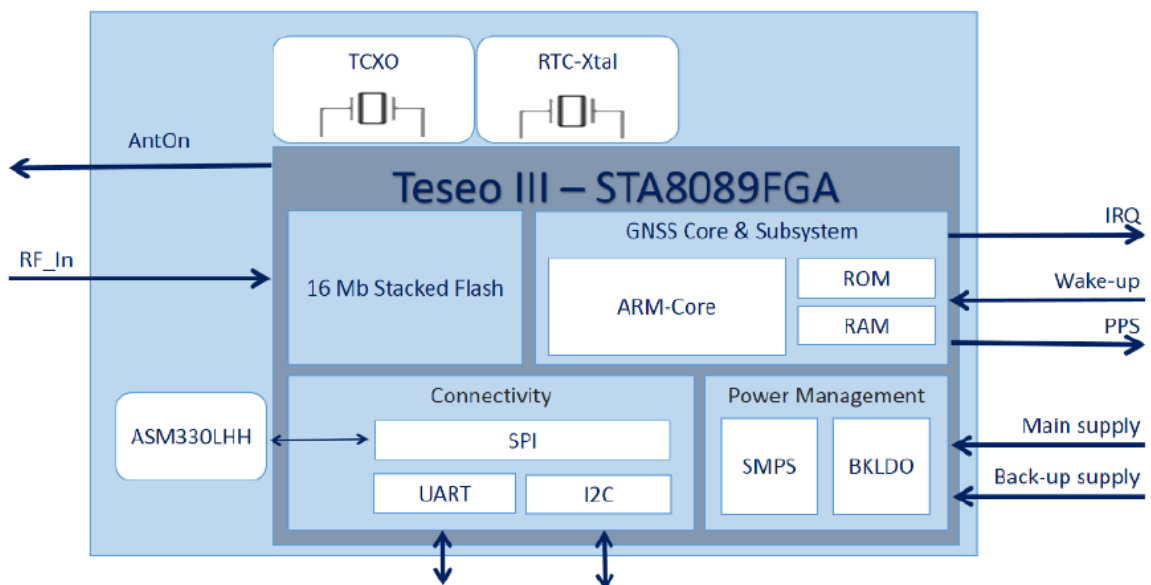 TCXO
RTC-Xtal
AntOn
Teseo III – STA8089FGA
GNSS Core & Subsystem
IRQ
RF_In
16 Mb Stacked Flash
ARM-Core
ROM
Wake-up
RAM
PPS
Connectivity
Power Management
ASM330LHH
SPI
SMPS
BKLDO
Main supply
UART
I2C
Back-up supply